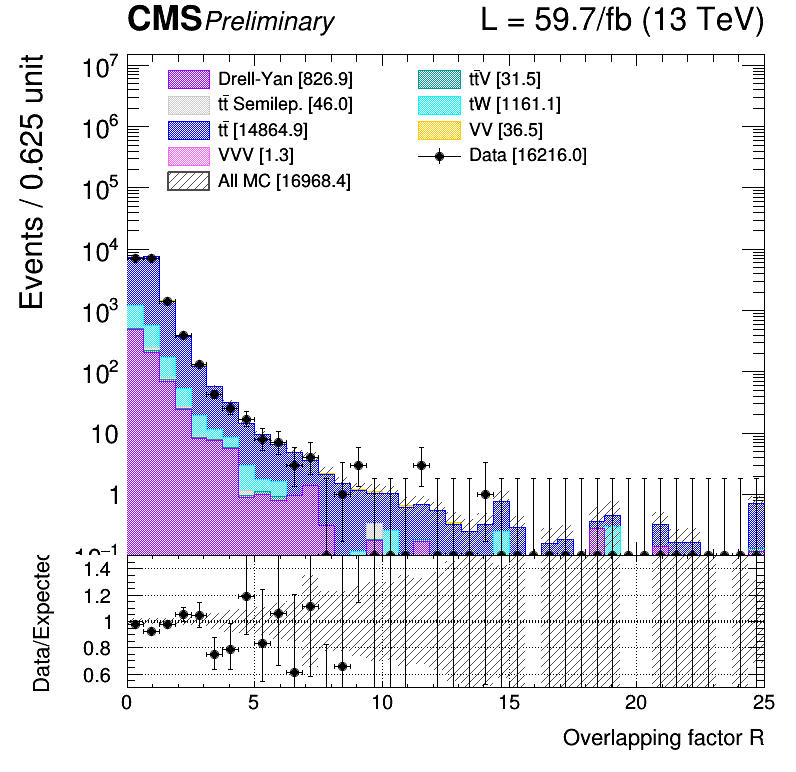 CMS Preliminary L = 59.7/fb (13 TeV)
Events / 0.625 unit
10⁷
10⁶
10⁵
10⁴
10³
10²
10
1
10⁻¹
Drell-Yan [826.9]
tt̄ Semilep. [46.0]
tt̄ [14864.9]
VVV [1.3]
All MC [16968.4]
tt̄V [31.5]
tW [1161.1]
VV [36.5]
Data [16216.0]
Data/Expected
1.4
1.2
1
0.8
0.6
0 5 10 15 20 25
Overlapping factor R